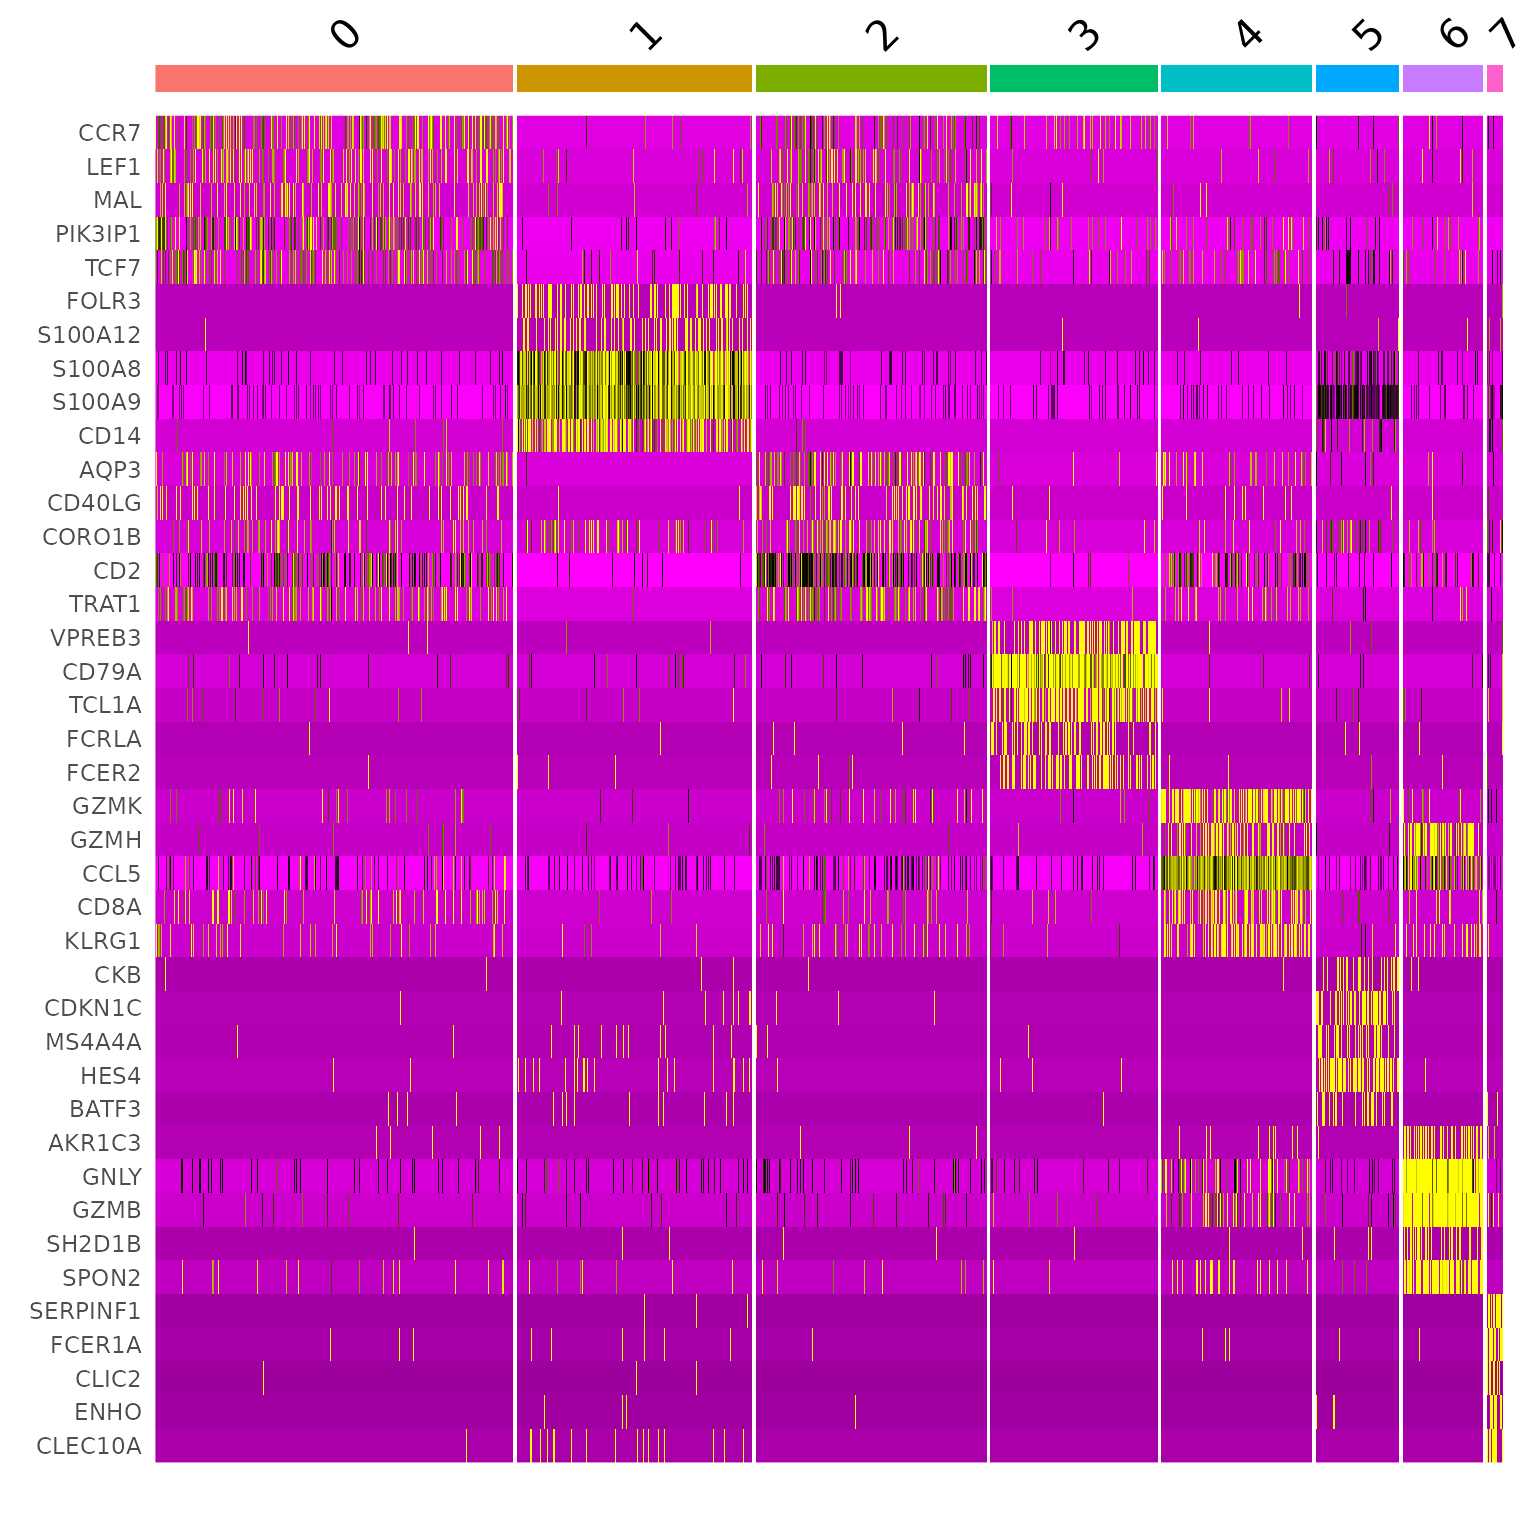 0 1 2 3 4 5 6 7
CCR7
LEF1
MAL
PIK3IP1
TCF7
FOLR3
S100A12
S100A8
S100A9
CD14
AQP3
CD40LG
CORO1B
CD2
TRAT1
VPREB3
CD79A
TCL1A
FCRLA
FCER2
GZMK
GZMH
CCL5
CD8A
KLRG1
CKB
CDKN1C
MS4A4A
HES4
BATF3
AKR1C3
GNLY
GZMB
SH2D1B
SPON2
SERPINF1
FCER1A
CLIC2
ENHO
CLEC10A